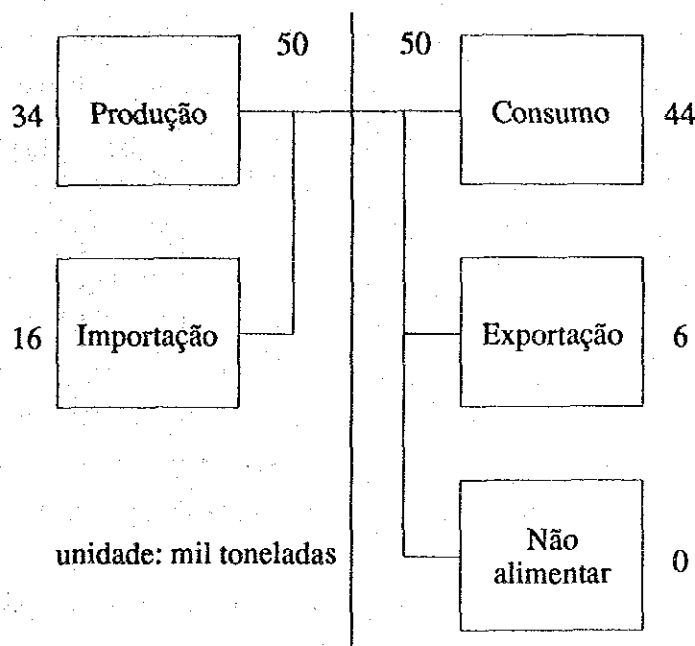 50
50
34
Produção
Consumo
44
16
Importação
Exportação
6
unidade: mil toneladas
Não
alimentar
0